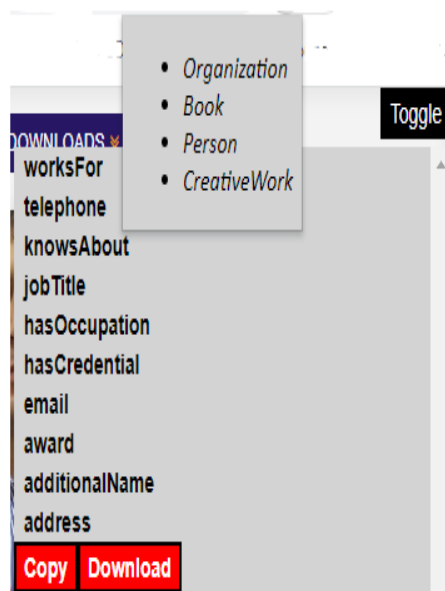 Organization
Book
Person
CreativeWork
Toggle
DOWNLOADS
worksFor
telephone
knowsAbout
jobTitle
hasOccupation
hasCredential
email
award
additionalName
address
Copy
Download